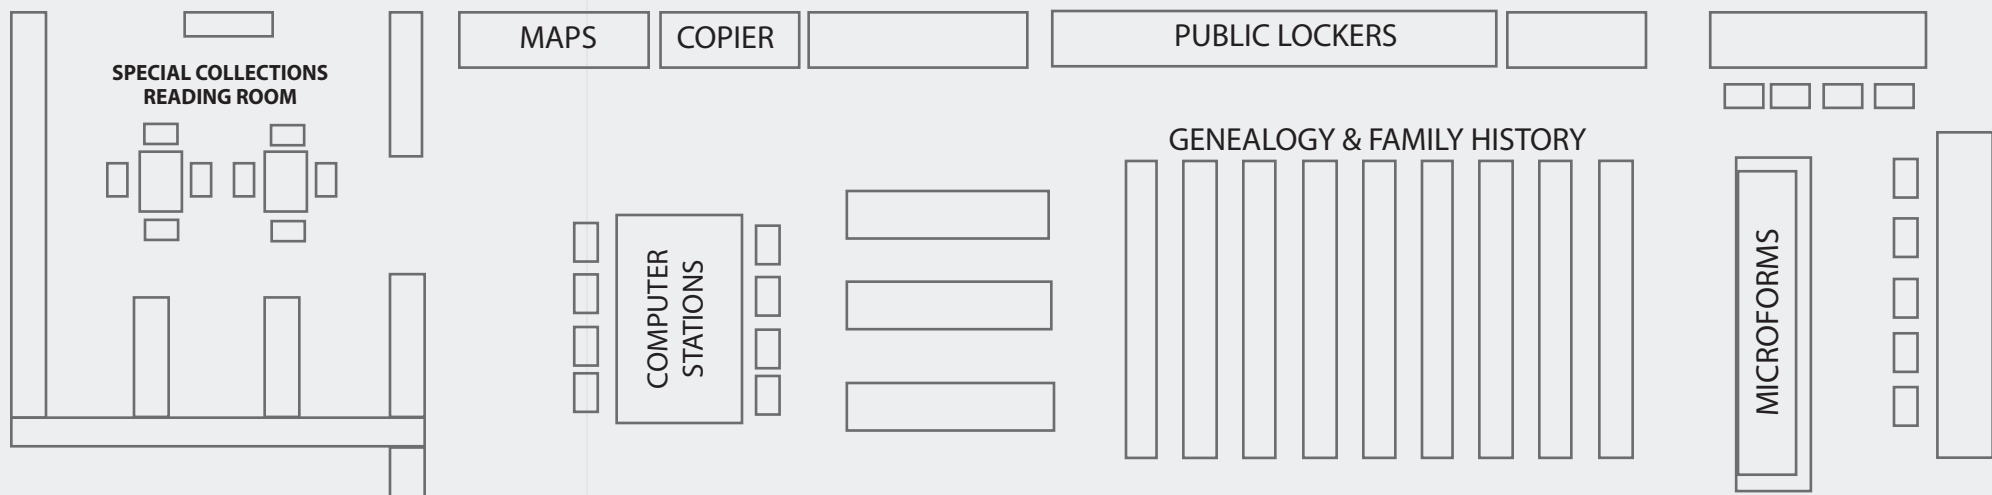 SPECIAL COLLECTIONS
READING ROOM
MAPS
COPIER
PUBLIC LOCKERS
GENEALOGY & FAMILY HISTORY
COMPUTER
STATIONS
MICROFORMS